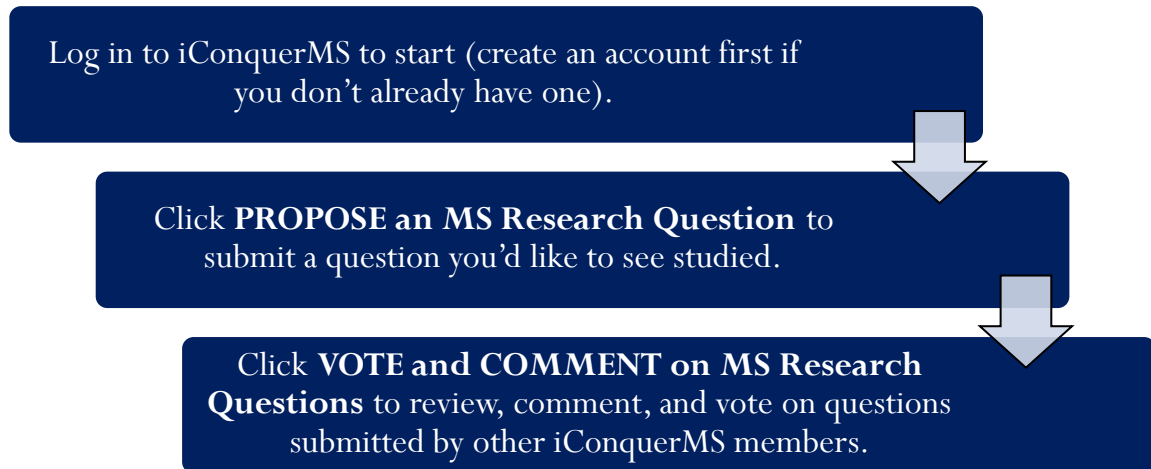 Log in to iConquerMS to start (create an account first if
you don’t already have one).
Click PROPOSE an MS Research Question to
submit a question you’d like to see studied.
Click VOTE and COMMENT on MS Research
Questions to review, comment, and vote on questions
submitted by other iConquerMS members.